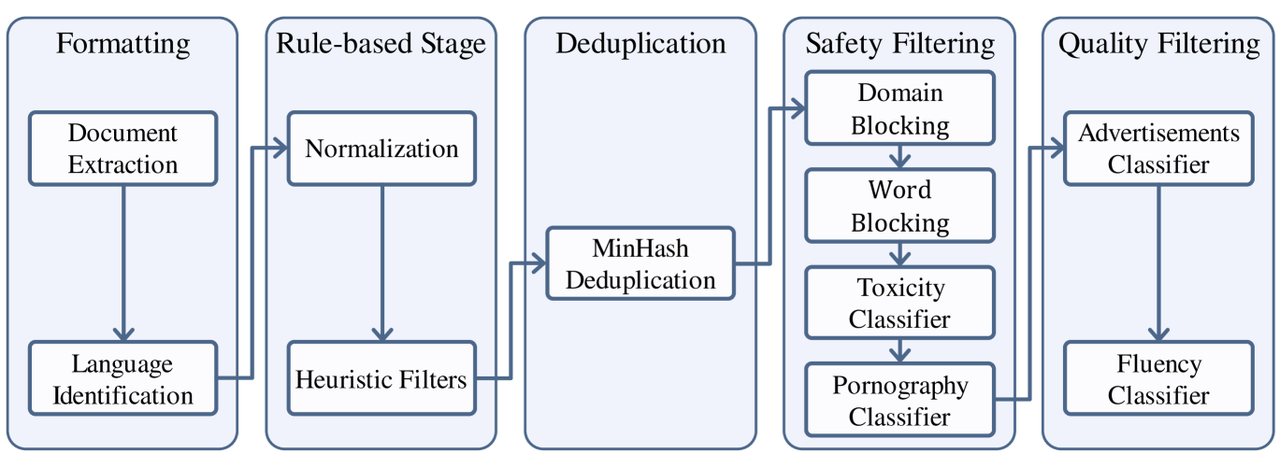 Formatting
Document
Extraction
Language
Identification
Rule-based Stage
Normalization
Heuristic Filters
Deduplication
MinHash
Deduplication
Safety Filtering
Domain
Blocking
Word
Blocking
Toxicity
Classifier
Pornography
Classifier
Quality Filtering
Advertisements
Classifier
Fluency
Classifier